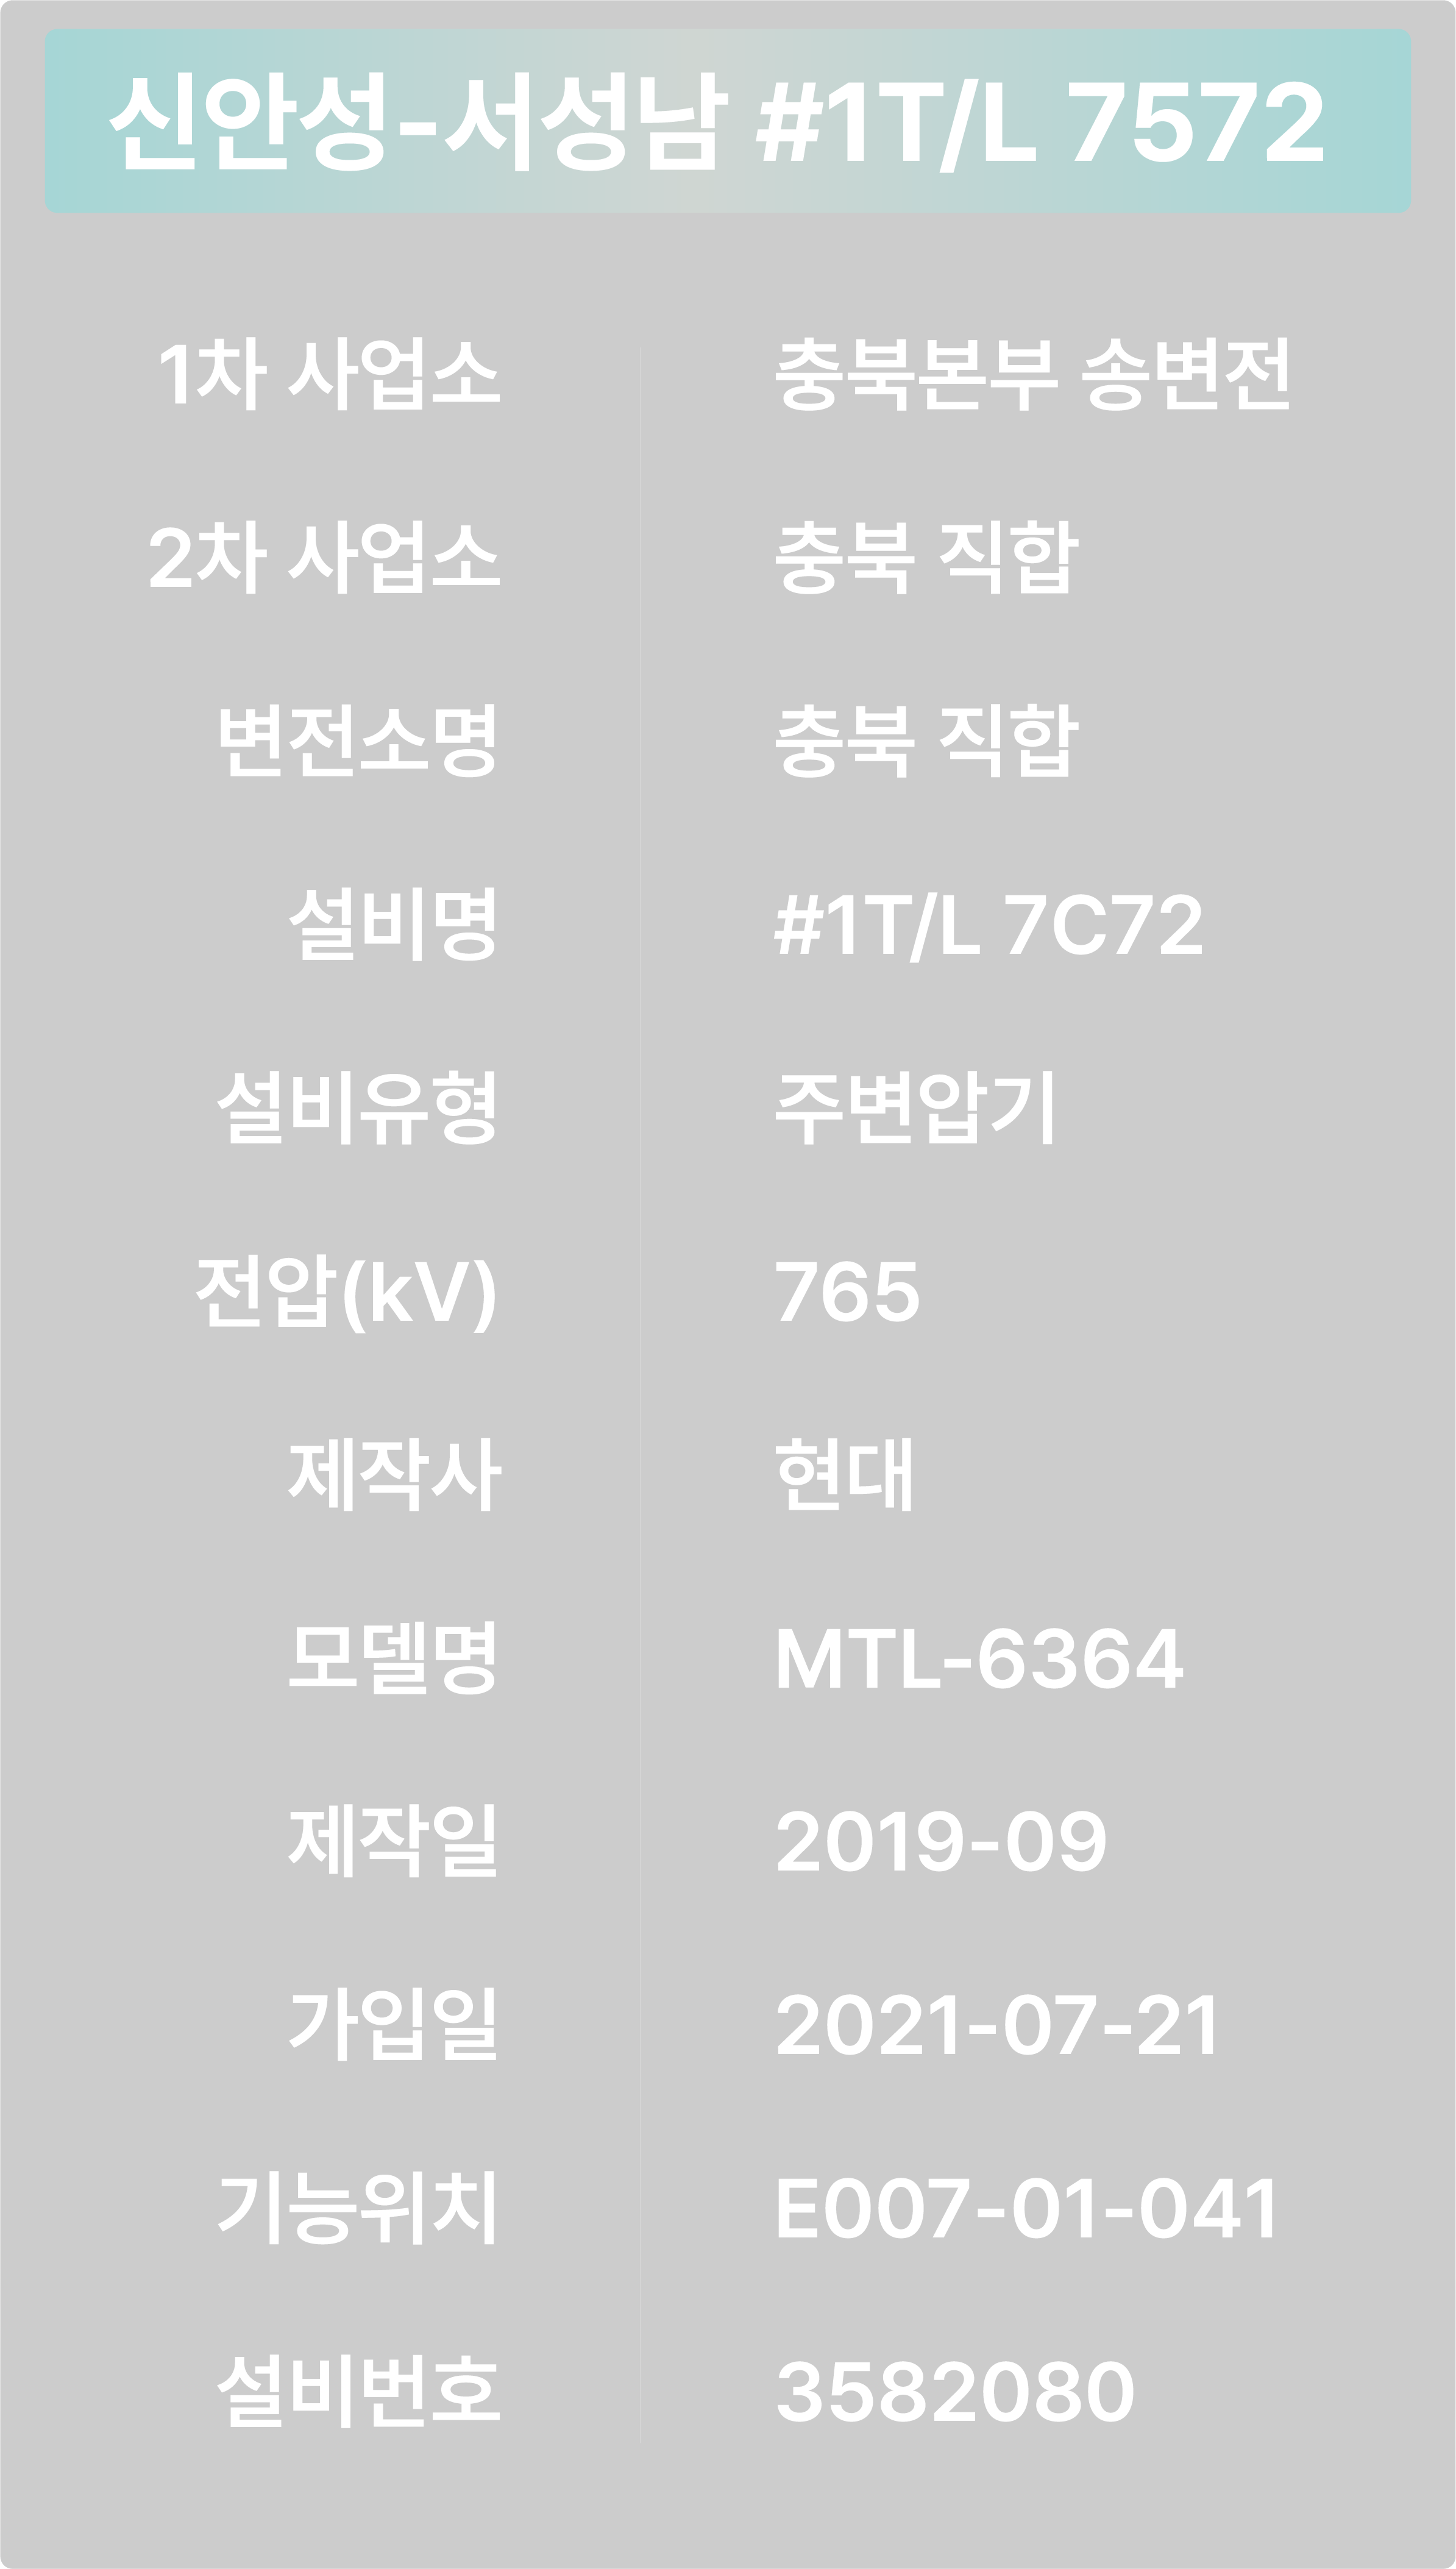 신안성-서성남 #1T/L 7572
1차 사업소 충북본부 송변전
2차 사업소 충북 직합
변전소명 충북 직합
설비명 #1T/L 7C72
설비유형 주변압기
전압(kV) 765
제작사 현대
모델명 MTL-6364
제작일 2019-09
가입일 2021-07-21
기능위치 E007-01-041
설비번호 3582080